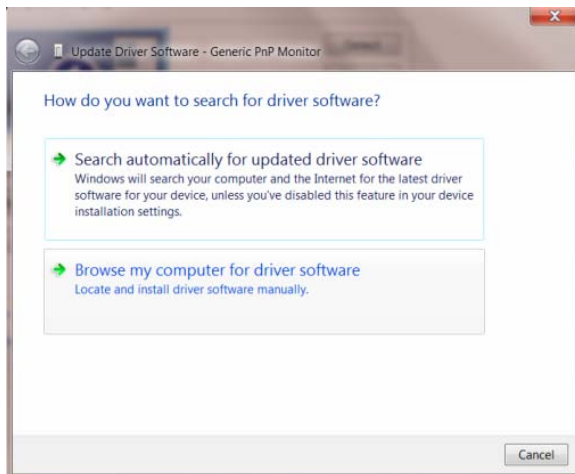 Update Driver Software - Generic PnP Monitor
How do you want to search for driver software?
Search automatically for updated driver software
Windows will search your computer and the Internet for the latest driver
software for your device, unless you've disabled this feature in your device
installation settings.
Browse my computer for driver software
Locate and install driver software manually.
Cancel